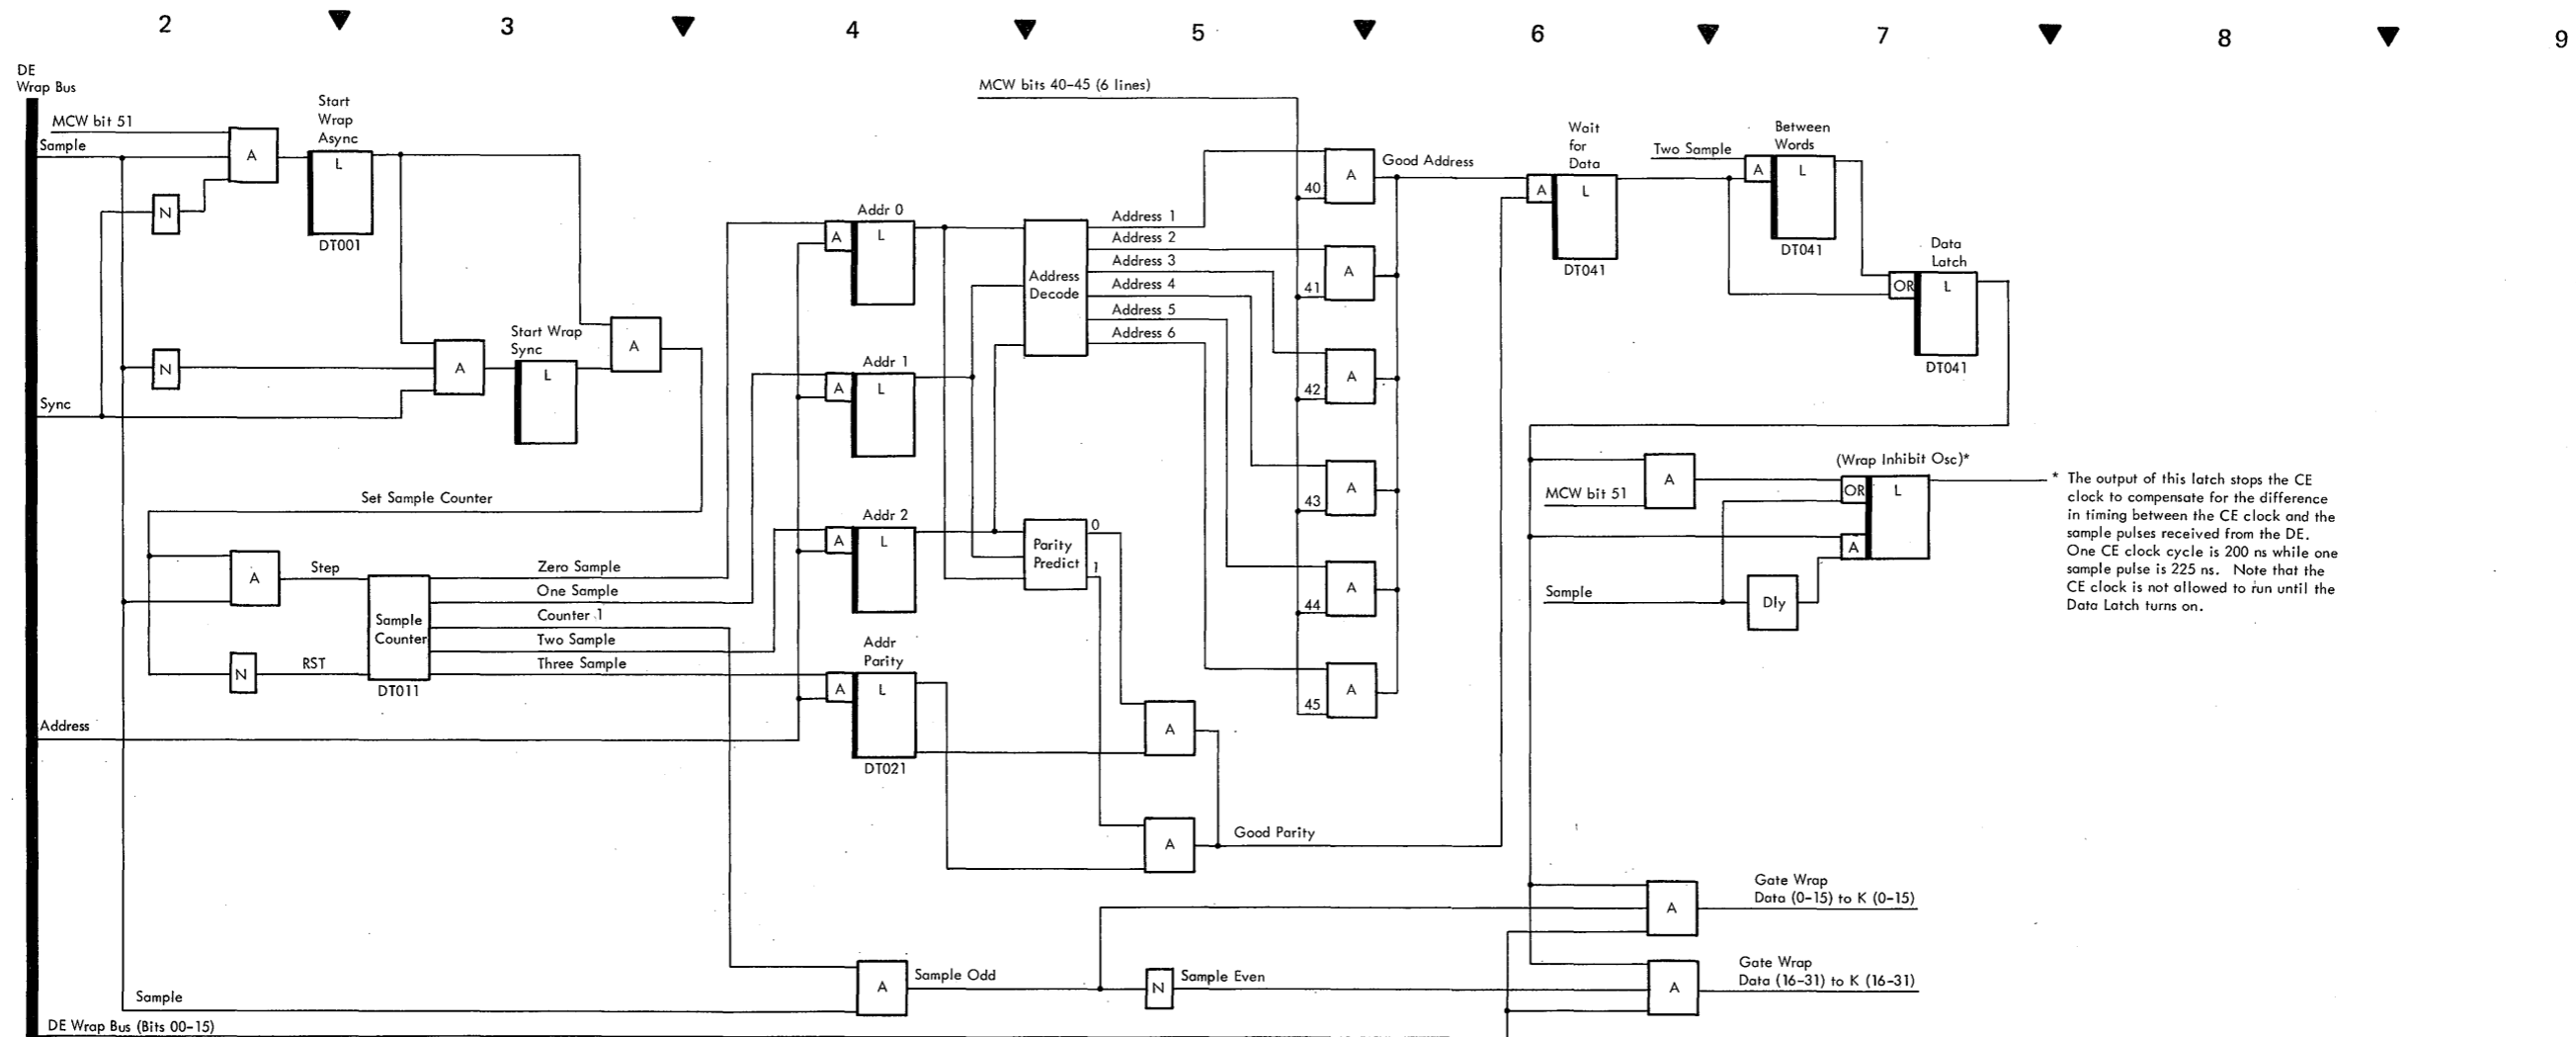 2 3 4 5 6 7 8 9
DE
Wrap Bus
MCW bit 51
Sample
A
Start
Wrap
Async
L
DT001
N
N
Sync
A
Start Wrap
Sync
L
A
Set Sample Counter
A
Step
N
RST
Sample
Counter
DT011
Zero Sample
One Sample
Counter 1
Two Sample
Three Sample
Address
Addr 0
A
L
Addr 1
A
L
Addr 2
A
L
Addr
Parity
A
L
DT021
MCW bits 40-45 (6 lines)
Address
Decode
Address 1
Address 2
Address 3
Address 4
Address 5
Address 6
Parity
Predict
0
1
A
A
Good Parity
40
A
41
A
42
A
43
A
44
A
45
A
Good Address
Wait
for
Data
A
L
DT041
Two Sample
Between
Words
A
L
DT041
Data
Latch
OR
L
DT041
MCW bit 51
A
(Wrap Inhibit Osc)*
OR
L
A
Sample
Dly
* The output of this latch stops the CE
clock to compensate for the difference
in timing between the CE clock and the
sample pulses received from the DE.
One CE clock cycle is 200 ns while one
sample pulse is 225 ns. Note that the
CE clock is not allowed to run until the
Data Latch turns on.
A
Gate Wrap
Data (0-15) to K (0-15)
Sample
A
Sample Odd
N
Sample Even
A
Gate Wrap
Data (16-31) to K (16-31)
DE Wrap Bus (Bits 00-15)